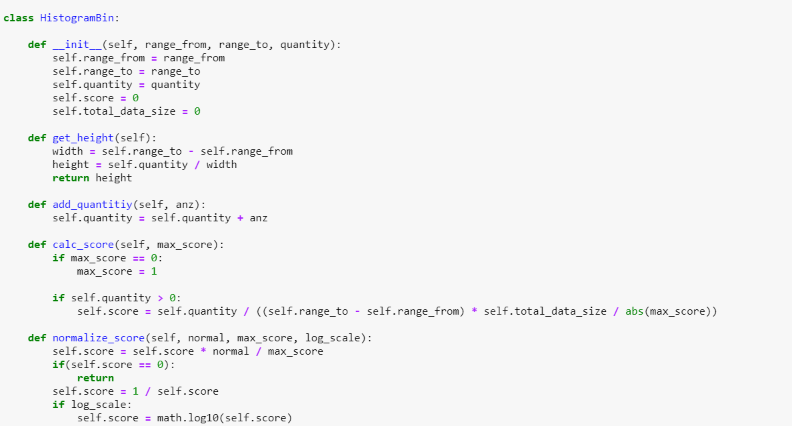 class HistogramBin:
def __init__(self, range_from, range_to, quantity):
self.range_from = range_from
self.range_to = range_to
self.quantity = quantity
self.score = 0
self.total_data_size = 0
def get_height(self):
width = self.range_to - self.range_from
height = self.quantity / width
return height
def add_quantitiy(self, anz):
self.quantity = self.quantity + anz
def calc_score(self, max_score):
if max_score == 0:
max_score = 1
if self.quantity > 0:
self.score = self.quantity / ((self.range_to - self.range_from) * self.total_data_size / abs(max_score))
def normalize_score(self, normal, max_score, log_scale):
self.score = self.score * normal / max_score
if(self.score == 0):
return
self.score = 1 / self.score
if log_scale:
self.score = math.log10(self.score)